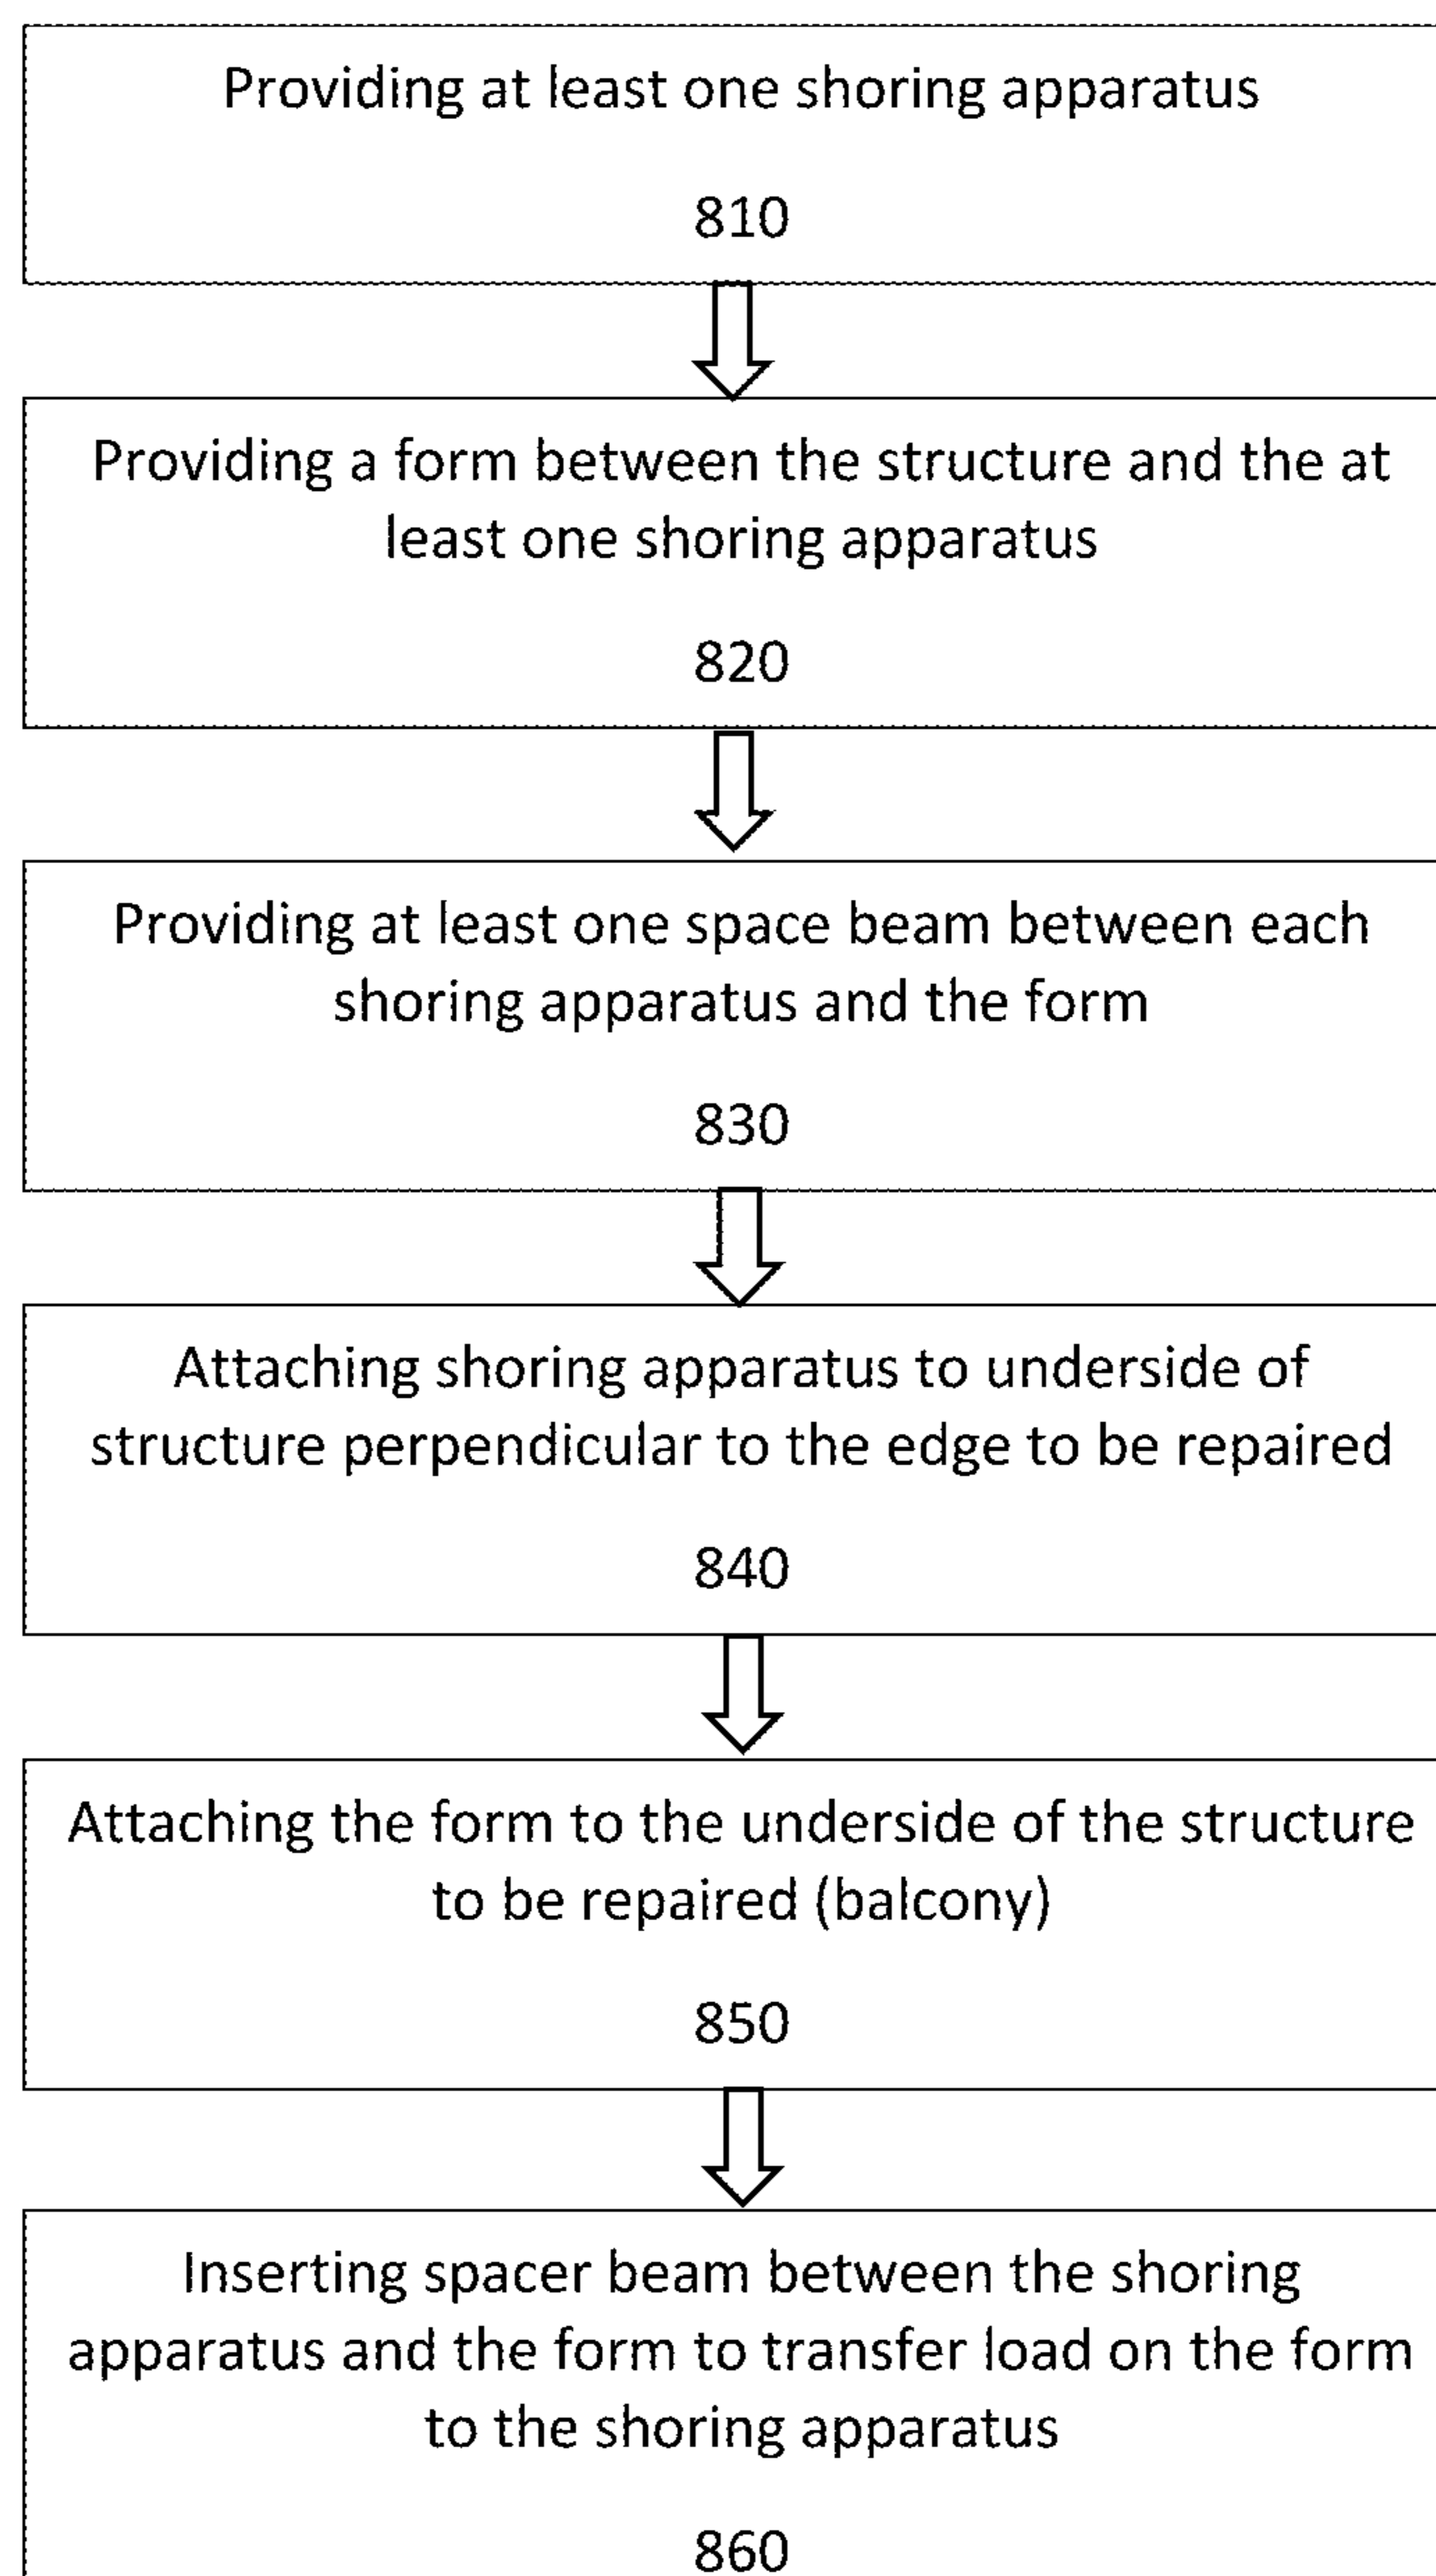 Providing at least one shoring apparatus
810
Providing a form between the structure and the at
least one shoring apparatus
820
Providing at least one space beam between each
shoring apparatus and the form
830
Attaching shoring apparatus to underside of
structure perpendicular to the edge to be repaired
840
Attaching the form to the underside of the structure
to be repaired (balcony)
850
Inserting spacer beam between the shoring
apparatus and the form to transfer load on the form
to the shoring apparatus
860